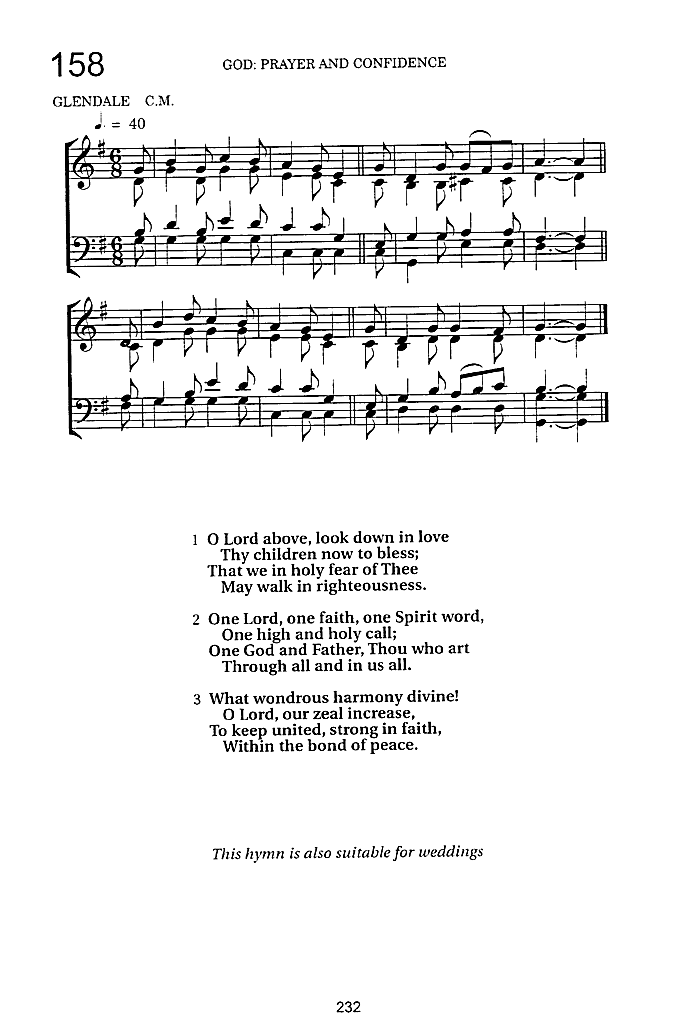 158
GOD: PRAYER AND CONFIDENCE
GLENDALE C.M.
♩. = 40
1 O Lord above, look down in love
Thy children now to bless;
That we in holy fear of Thee
May walk in righteousness.
2 One Lord, one faith, one Spirit word,
One high and holy call;
One God and Father, Thou who art
Through all and in us all.
3 What wondrous harmony divine!
O Lord, our zeal increase,
To keep united, strong in faith,
Within the bond of peace.
This hymn is also suitable for weddings
232